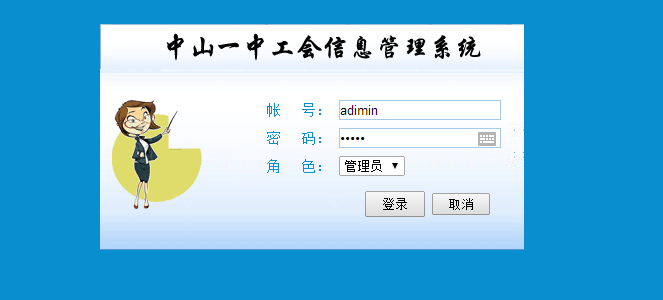 中山一中工会信息管理系统
帐 号： adimin
密 码： •••••
角 色： 管理员 ▼
登录 取消